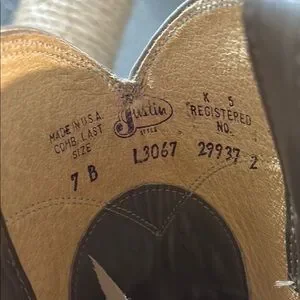 MADE IN U.S.A.
COMB. LAST
SIZE
7 B
Justin
STYLE
L3067
K 5
REGISTERED
NO.
29937 2